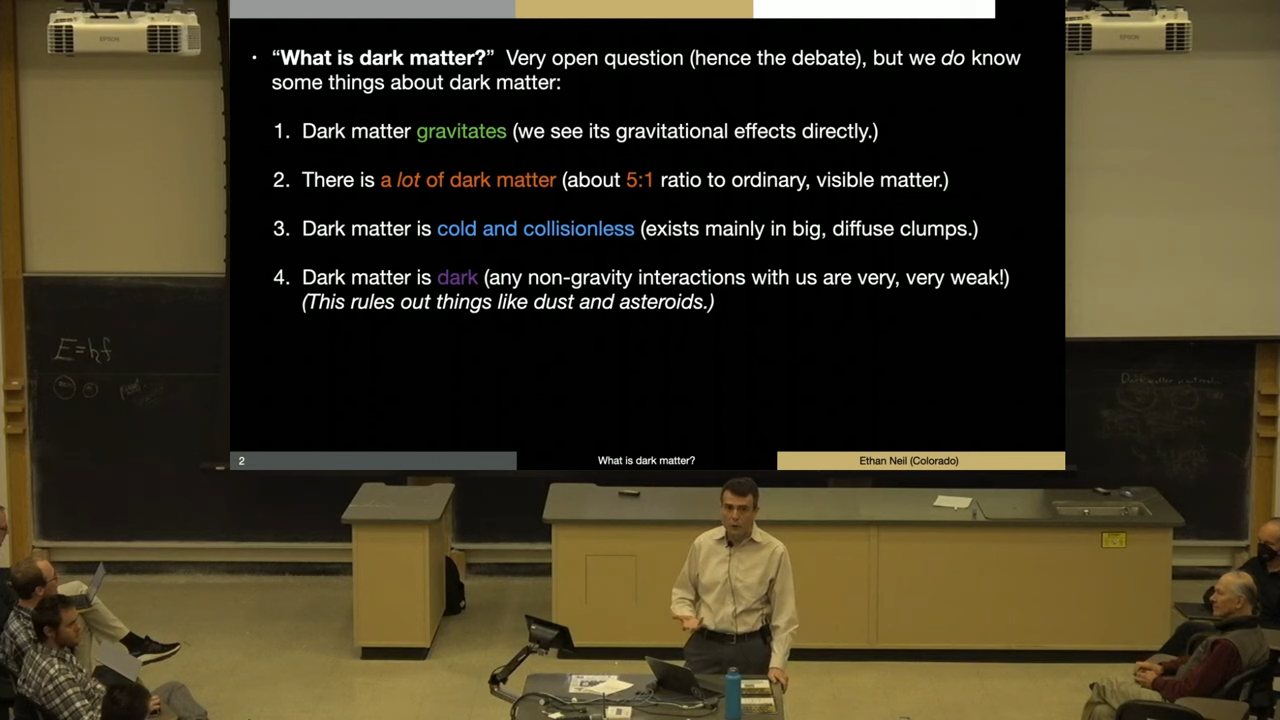 EPSON
EPSON
• “What is dark matter?” Very open question (hence the debate), but we do know
some things about dark matter:
1. Dark matter gravitates (we see its gravitational effects directly.)
2. There is a lot of dark matter (about 5:1 ratio to ordinary, visible matter.)
3. Dark matter is cold and collisionless (exists mainly in big, diffuse clumps.)
4. Dark matter is dark (any non-gravity interactions with us are very, very weak!)
(This rules out things like dust and asteroids.)
E=hf
Dark matter
2
What is dark matter?
Ethan Neil (Colorado)